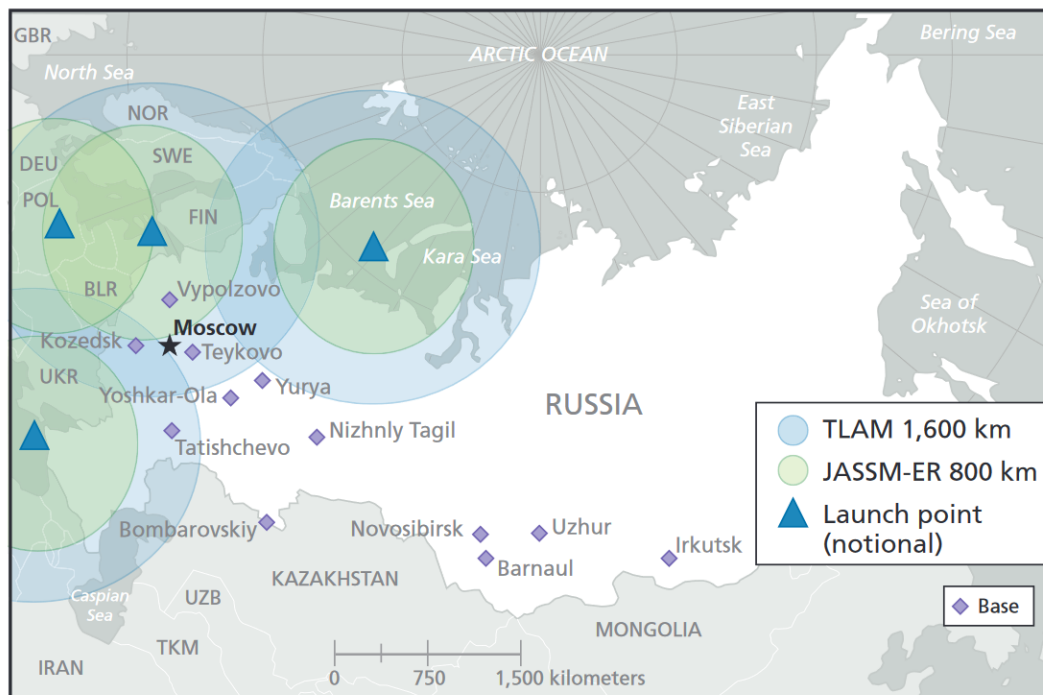 GBR
Bering Sea
ARCTIC OCEAN
North Sea
NOR
East
Siberian
Sea
SWE
DEU
POL
Barents Sea
FIN
Kara Sea
BLR
Vypolzovo
Sea of
Okhotsk
Moscow
Kozedsk
Teykovo
UKR
Yurya
Yoshkar-Ola
RUSSIA
Nizhnly Tagil
Tatishchevo
TLAM 1,600 km
JASSM-ER 800 km
Launch point
(notional)
Bombarovskiy
Novosibirsk
Uzhur
Irkutsk
Barnaul
KAZAKHSTAN
Caspian
Sea
UZB
Base
MONGOLIA
TKM
IRAN
0 750 1,500 kilometers